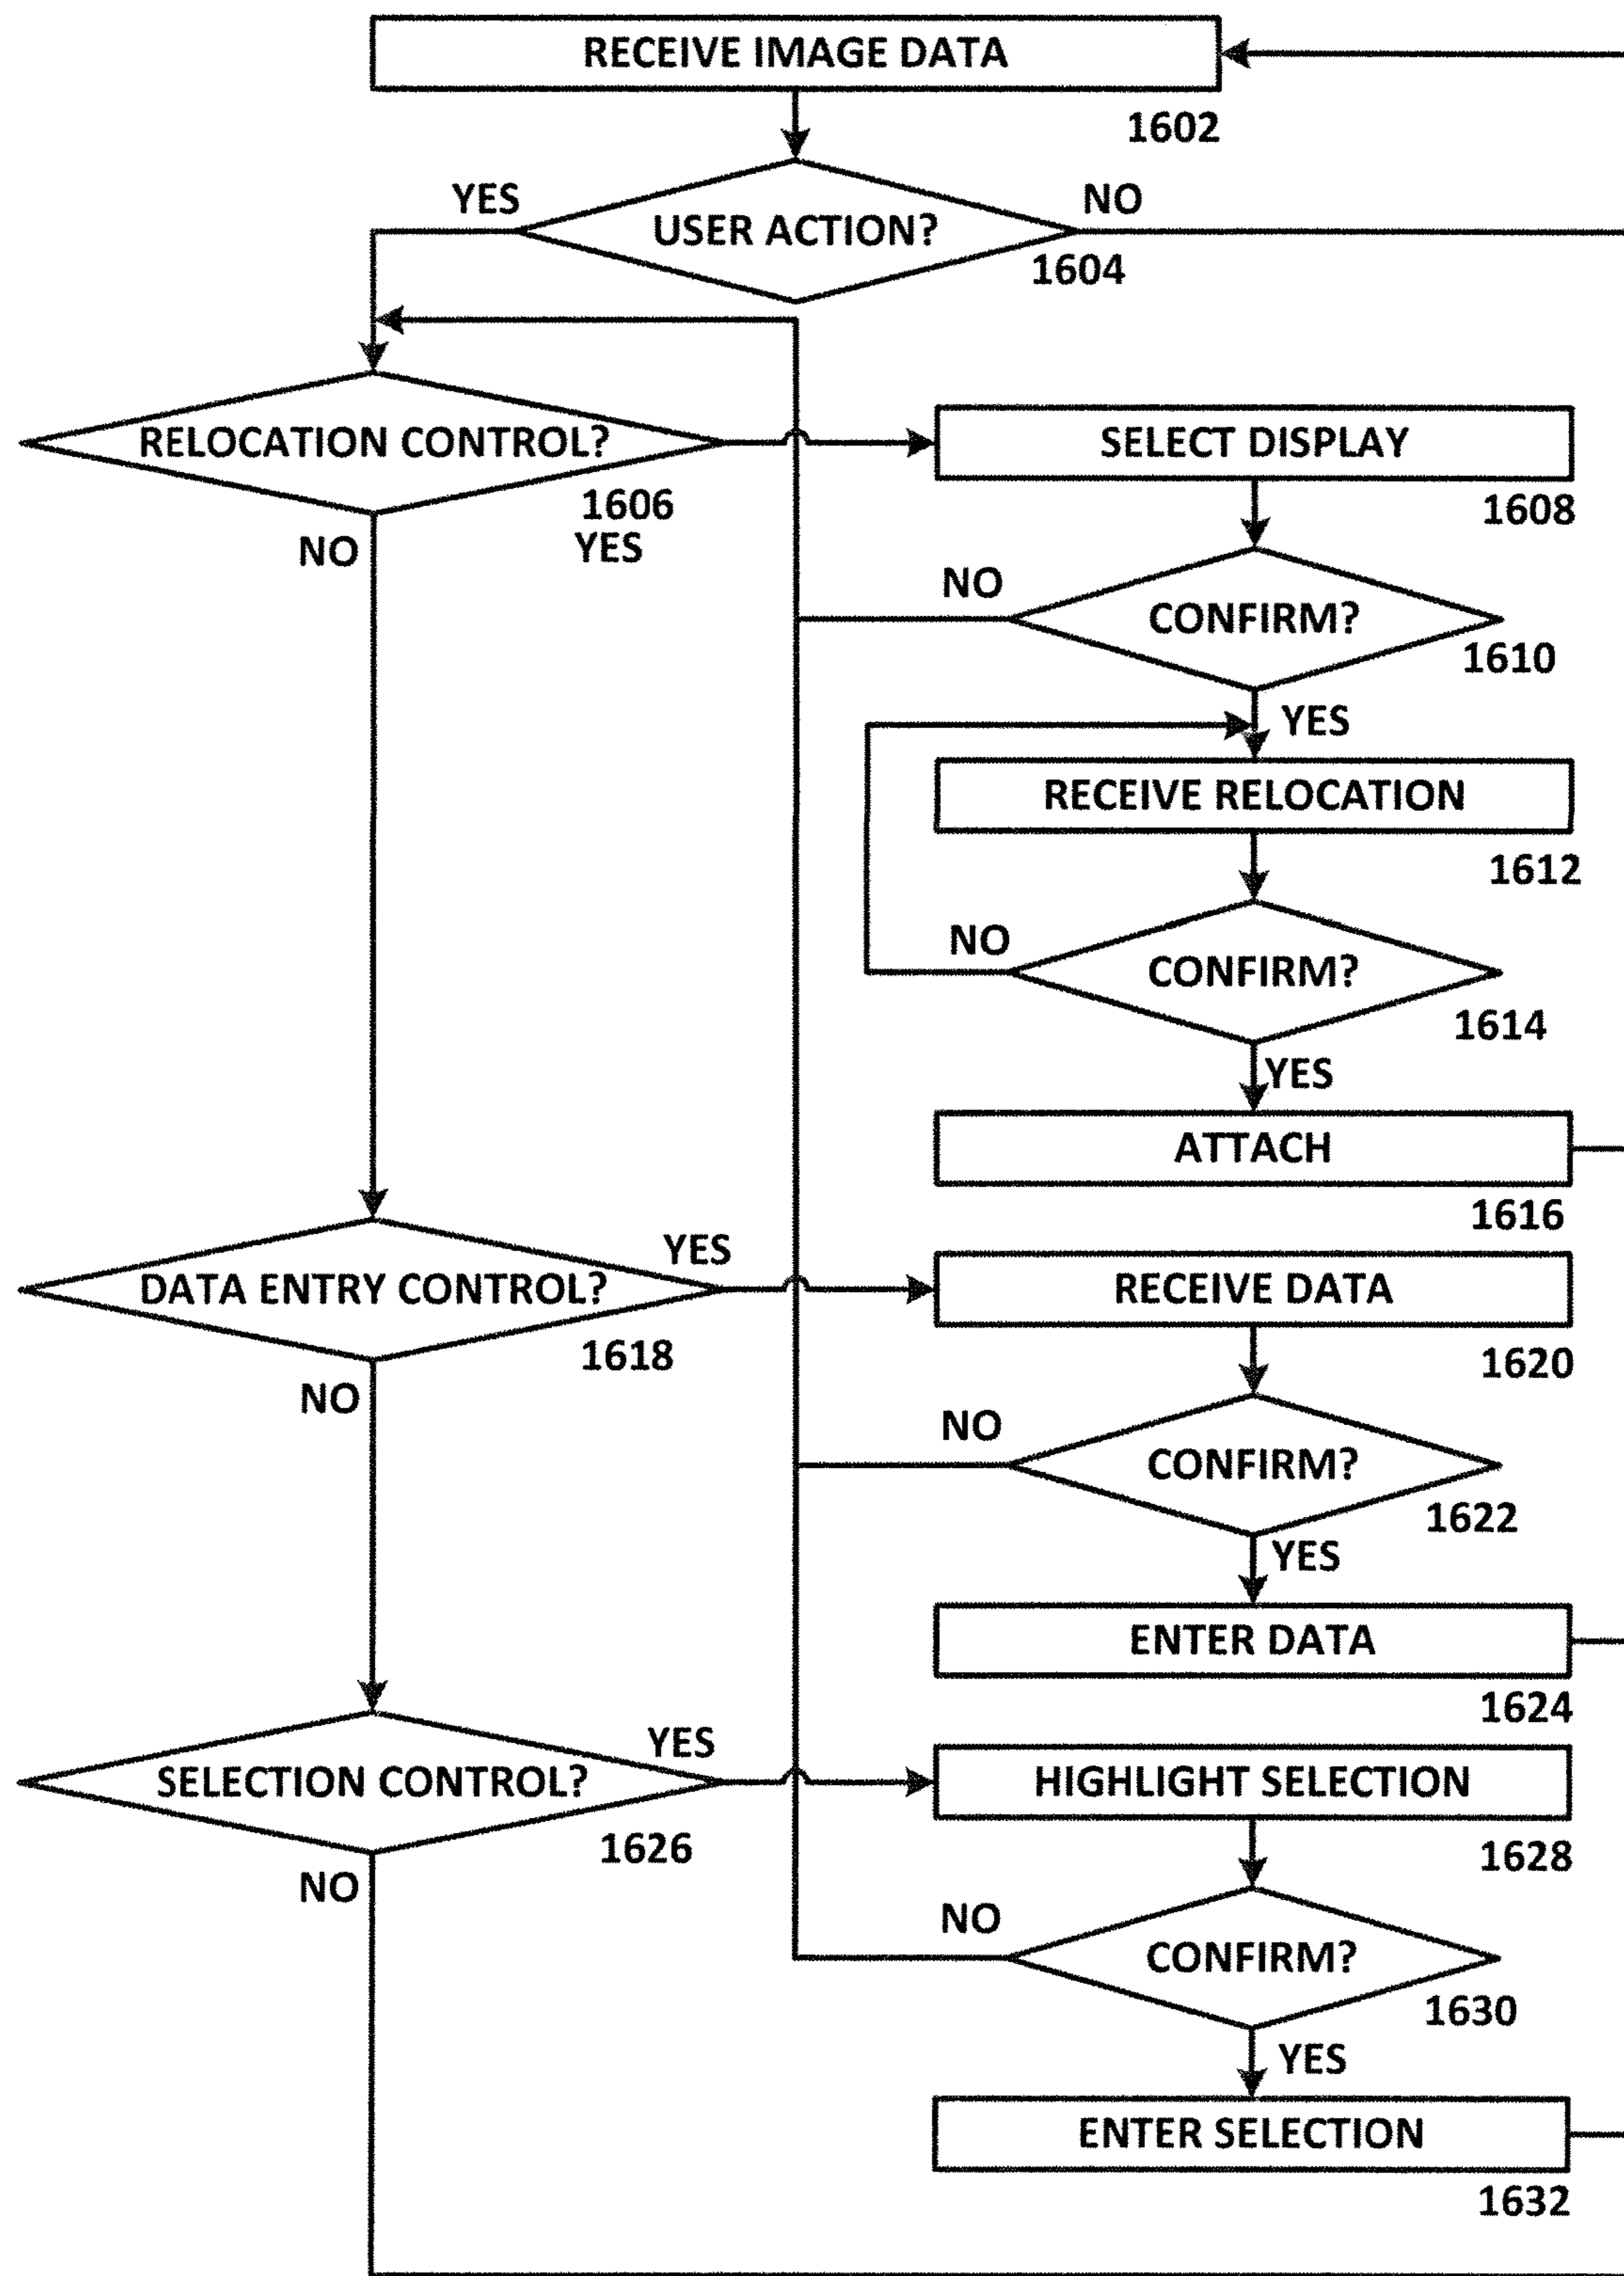 RECEIVE IMAGE DATA
1602
YES
NO
USER ACTION?
1604
RELOCATION CONTROL?
1606
YES
NO
SELECT DISPLAY
1608
NO
CONFIRM?
1610
YES
RECEIVE RELOCATION
1612
NO
CONFIRM?
1614
YES
ATTACH
1616
DATA ENTRY CONTROL?
YES
1618
NO
RECEIVE DATA
1620
NO
CONFIRM?
1622
YES
ENTER DATA
1624
YES
SELECTION CONTROL?
1626
NO
HIGHLIGHT SELECTION
1628
NO
CONFIRM?
1630
YES
ENTER SELECTION
1632